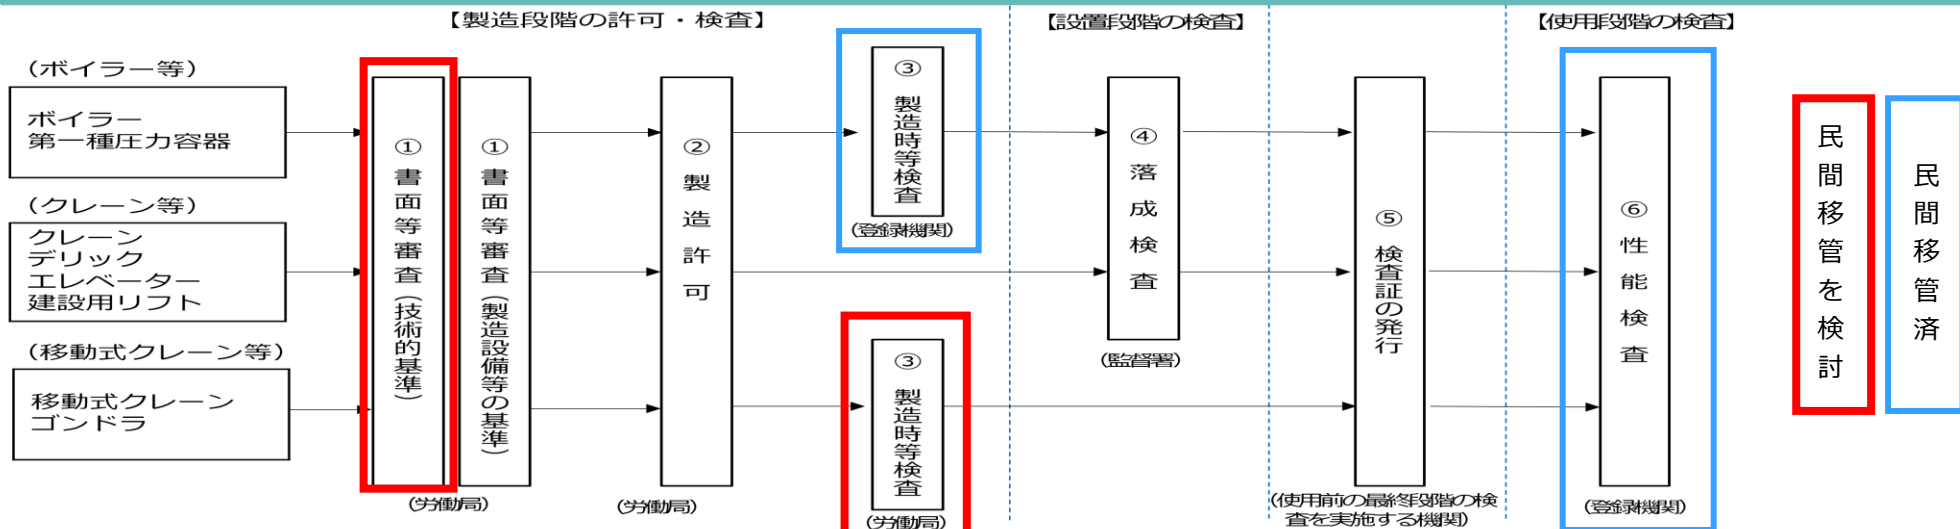 【製造段階の許可・検査】
【設置段階の検査】
【使用段階の検査】
(ボイラー等)
ボイラー
第一種圧力容器
(クレーン等)
クレーン
デリック
エレベーター
建設用リフト
(移動式クレーン等)
移動式クレーン
ゴンドラ
①書面等審査(技術的基準)
①書面等審査(製造設備等の基準)
(労働局)
②製造許可
(労働局)
③製造時等検査
(登録機関)
③製造時等検査
(労働局)
④落成検査
(監督署)
⑤検査証の発行
(使用前の最終段階の検
査を実施する機関)
⑥性能検査
(登録機関)
民間移管を検討
民間移管済